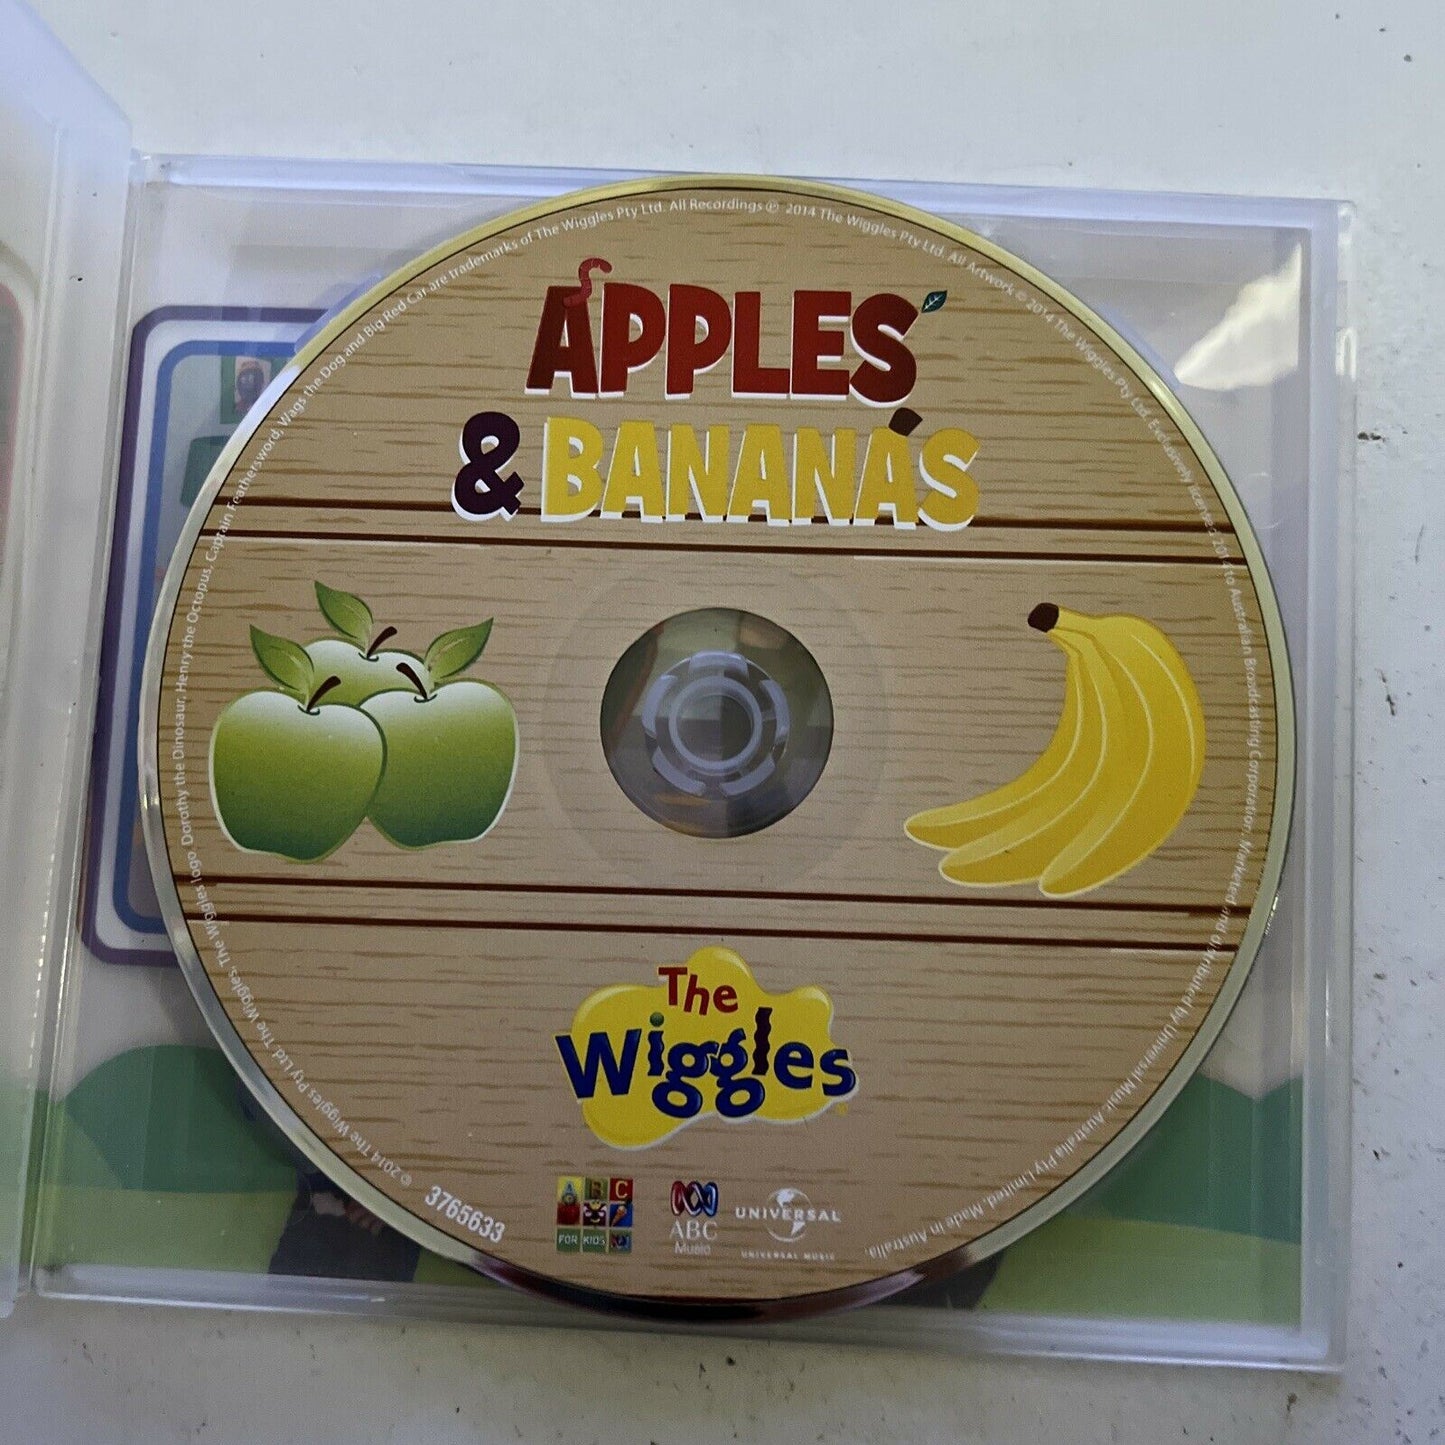 APPLES
& BANANAS
The
Wiggles
© 2014 The Wiggles Pty Ltd. The Wiggles, The Wiggles logo, Dorothy the Dinosaur, Henry the Octopus, Captain Feathersword, Wags the Dog and Big Red Car are trademarks of The Wiggles Pty Ltd. All Recordings ℗ 2014 The Wiggles Pty Ltd. All Artwork © 2014 The Wiggles Pty Ltd. Exclusively licensed 2014 to Australian Broadcasting Corporation. Marketed and distributed by Universal Music Australia Pty Limited. Made in Australia.
3765633
A B C
FOR KIDS
ABC
Music
UNIVERSAL
UNIVERSAL MUSIC